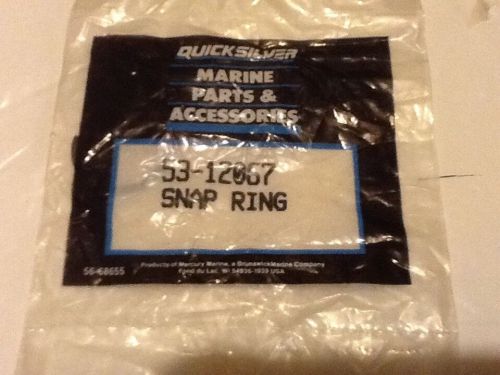 QUICKSILVER
MARINE
PARTS &
ACCESSORIES
53-12067
SNAP RING
Products of Mercury Marine, a Brunswick Marine Company
Fond du Lac, WI 54936-1939 USA
56-68655